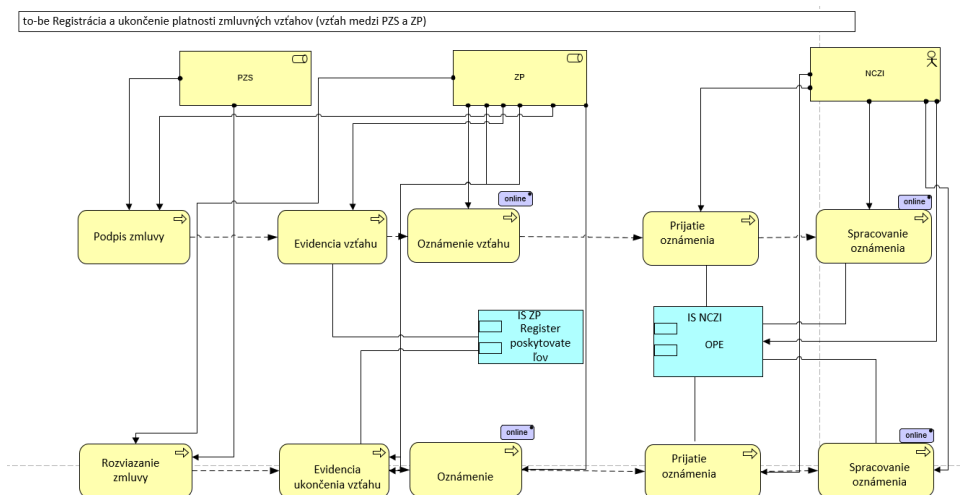 to-be Registrácia a ukončenie platnosti zmluvných vzťahov (vzťah medzi PZS a ZP)
PZS
ZP
NCZI
online
online
Podpis zmluvy
Evidencia vzťahu
Oznámenie vzťahu
Prijatie
oznámenia
Spracovanie
oznámenia
IS ZP
Register
poskytovate
ľov
IS NCZI
OPE
online
online
Rozviazanie
zmluvy
Evidencia
ukončenia vzťahu
Oznámenie
Prijatie
oznámenia
Spracovanie
oznámenia